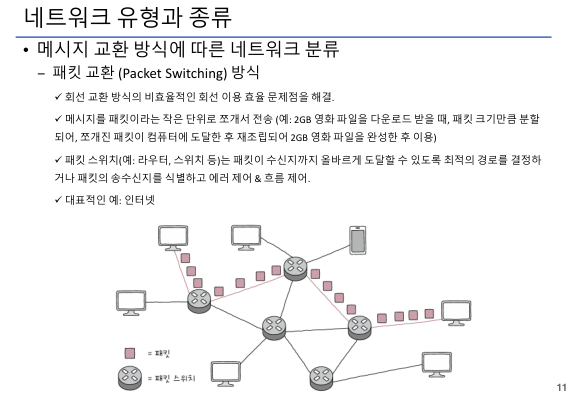 네트워크 유형과 종류
• 메시지 교환 방식에 따른 네트워크 분류
– 패킷 교환 (Packet Switching) 방식
✓ 회선 교환 방식의 비효율적인 회선 이용 효율 문제점을 해결.
✓ 메시지를 패킷이라는 작은 단위로 쪼개서 전송 (예: 2GB 영화 파일을 다운로드 받을 때, 패킷 크기만큼 분할
되어, 쪼개진 패킷이 컴퓨터에 도달한 후 재조립되어 2GB 영화 파일을 완성한 후 이용)
✓ 패킷 스위치(예: 라우터, 스위치 등)는 패킷이 수신지까지 올바르게 도달할 수 있도록 최적의 경로를 결정하
거나 패킷의 송수신지를 식별하고 에러 제어 & 흐름 제어.
✓ 대표적인 예: 인터넷
= 패킷
= 패킷 스위치
11